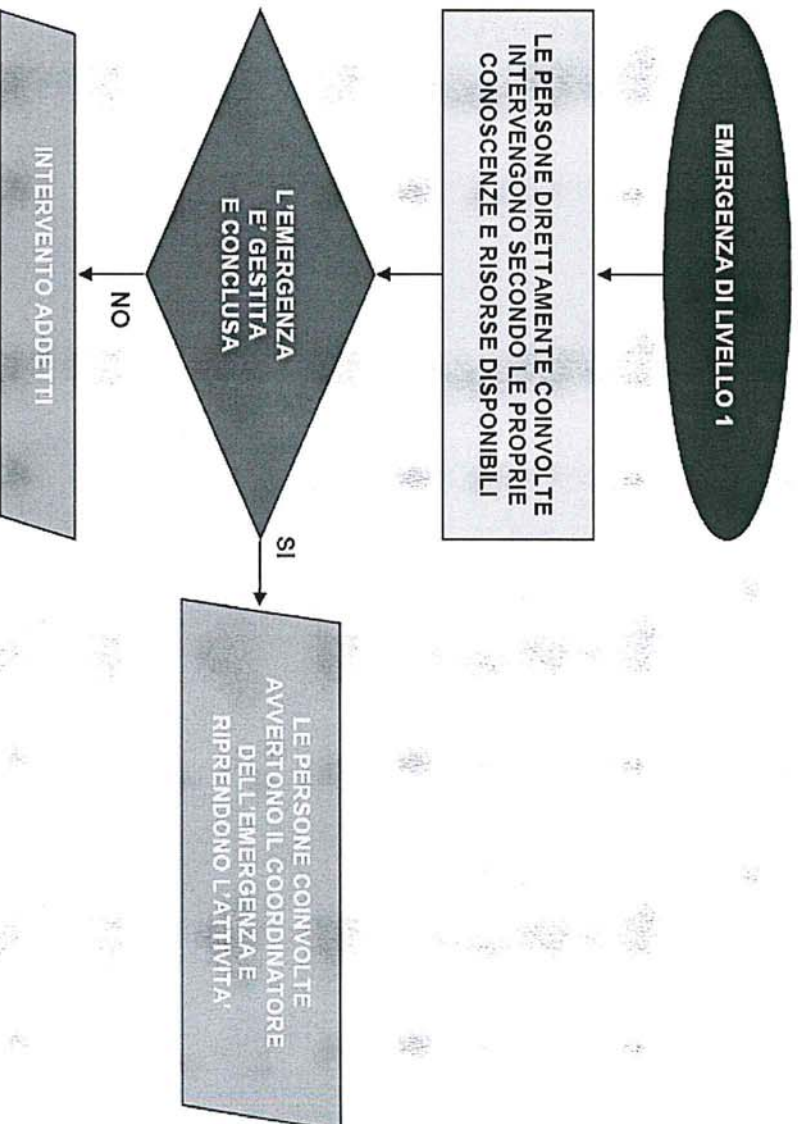 EMERGENZA DI LIVELLO 1
LE PERSONE DIRETTAMENTE COINVOLTE
INTERVENGONO SECONDO LE PROPRIE
CONOSCENZE E RISORSE DISPONIBILI
L'EMERGENZA
E' GESTITA
E CONCLUSA
SI
LE PERSONE COINVOLTE
AVVERTONO IL COORDINATORE
DELL'EMERGENZA E
RIPRENDONO L'ATTIVITA'
NO
INTERVENTO ADDETTI